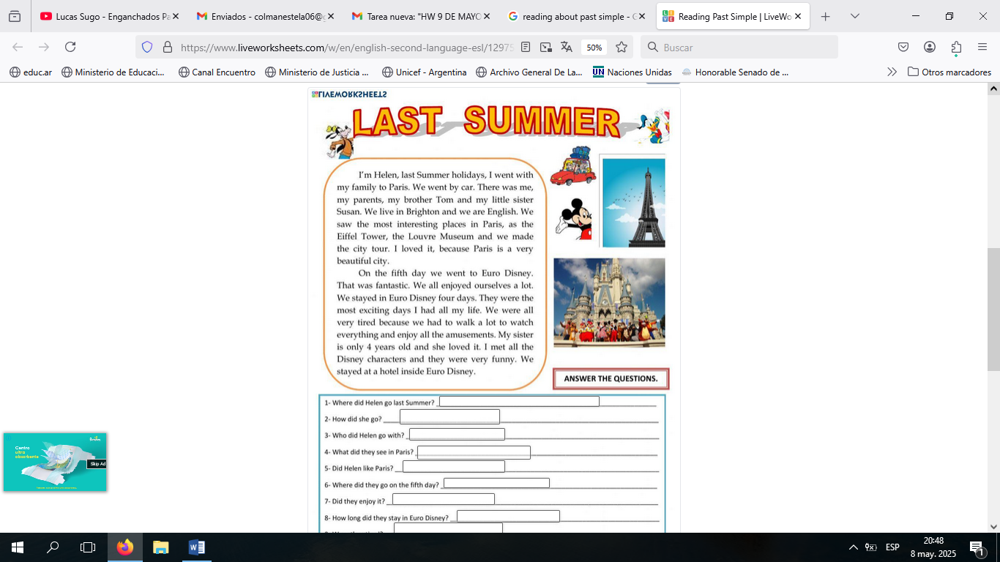 Lucas Sugo - Enganchados Pa
Enviados - colmanestela06@g
Tarea nueva: "HW 9 DE MAYO
reading about past simple - G
Reading Past Simple | LiveWo
https://www.liveworksheets.com/w/en/english-second-language-esl/12975
50%
Buscar
educ.ar
Ministerio de Educaci...
Canal Encuentro
Ministerio de Justicia ...
Unicef - Argentina
Archivo General De La...
UN Naciones Unidas
Honorable Senado de ...
Otros marcadores
LIVEWORKSHEETS
LAST SUMMER
I'm Helen, last Summer holidays, I went with
my family to Paris. We went by car. There was me,
my parents, my brother Tom and my little sister
Susan. We live in Brighton and we are English. We
saw the most interesting places in Paris, as the
Eiffel Tower, the Louvre Museum and we made
the city tour. I loved it, because Paris is a very
beautiful city.
On the fifth day we went to Euro Disney.
That was fantastic. We all enjoyed ourselves a lot.
We stayed in Euro Disney four days. They were the
most exciting days I had all my life. We were all
very tired because we had to walk a lot to watch
everything and enjoy all the amusements. My sister
is only 4 years old and she loved it. I met all the
Disney characters and they were very funny. We
stayed at a hotel inside Euro Disney.
ANSWER THE QUESTIONS.
1- Where did Helen go last Summer?
2- How did she go?
3- Who did Helen go with?
4- What did they see in Paris?
5- Did Helen like Paris?
6- Where did they go on the fifth day?
7- Did they enjoy it?
8- How long did they stay in Euro Disney?
Centro
ultra
absorbente
Skip Ad
ESP
20:48
8 may. 2025
1